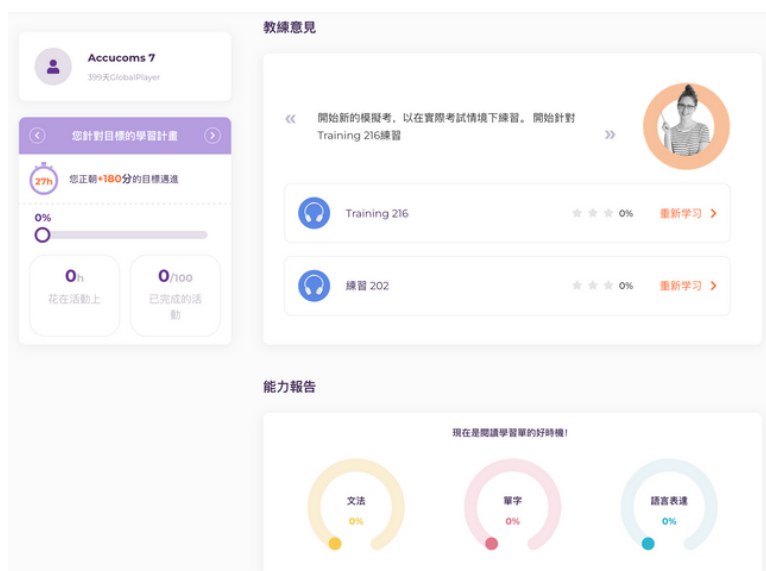 Accucoms 7
399天GlobalPlayer
您針對目標的學習計畫
27h
您正朝+180分的目標邁進
0%
0h
花在活動上
0/100
已完成的活
動
教練意見
開始新的模擬考，以在實際考試情境下練習。 開始針對
Training 216練習
Training 216
0%
重新学习
練習 202
0%
重新学习
能力報告
現在是閱讀學習單的好時機!
文法
0%
單字
0%
語言表達
0%